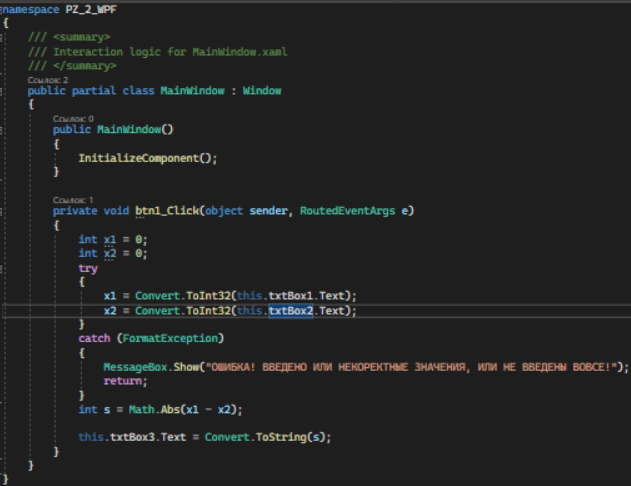 namespace PZ_2_WPF
{
/// <summary>
/// Interaction logic for MainWindow.xaml
/// </summary>
Ссылок: 2
public partial class MainWindow : Window
{
Ссылок: 0
public MainWindow()
{
InitializeComponent();
}
Ссылок: 1
private void btn1_Click(object sender, RoutedEventArgs e)
{
int x1 = 0;
int x2 = 0;
try
{
x1 = Convert.ToInt32(this.txtBox1.Text);
x2 = Convert.ToInt32(this.txtBox2.Text);
}
catch (FormatException)
{
MessageBox.Show("ОШИБКА! ВВЕДЕНО ИЛИ НЕКОРЕКТНЫЕ ЗНАЧЕНИЯ, ИЛИ НЕ ВВЕДЕНЫ ВОВСЕ!");
return;
}
int s = Math.Abs(x1 - x2);
this.txtBox3.Text = Convert.ToString(s);
}
}
}